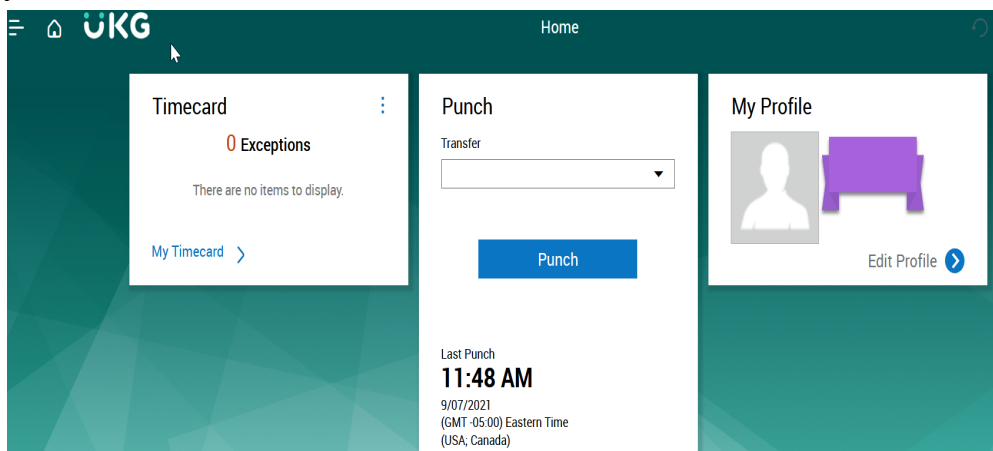 UKG
Home
Timecard
0 Exceptions
There are no items to display.
My Timecard
Punch
Transfer
Punch
Last Punch
11:48 AM
9/07/2021
(GMT -05:00) Eastern Time
(USA; Canada)
My Profile
Edit Profile